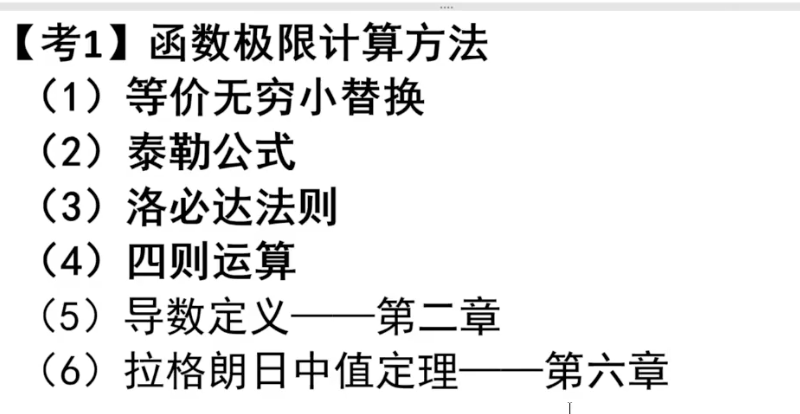 【考1】函数极限计算方法
（1）等价无穷小替换
（2）泰勒公式
（3）洛必达法则
（4）四则运算
（5）导数定义——第二章
（6）拉格朗日中值定理——第六章